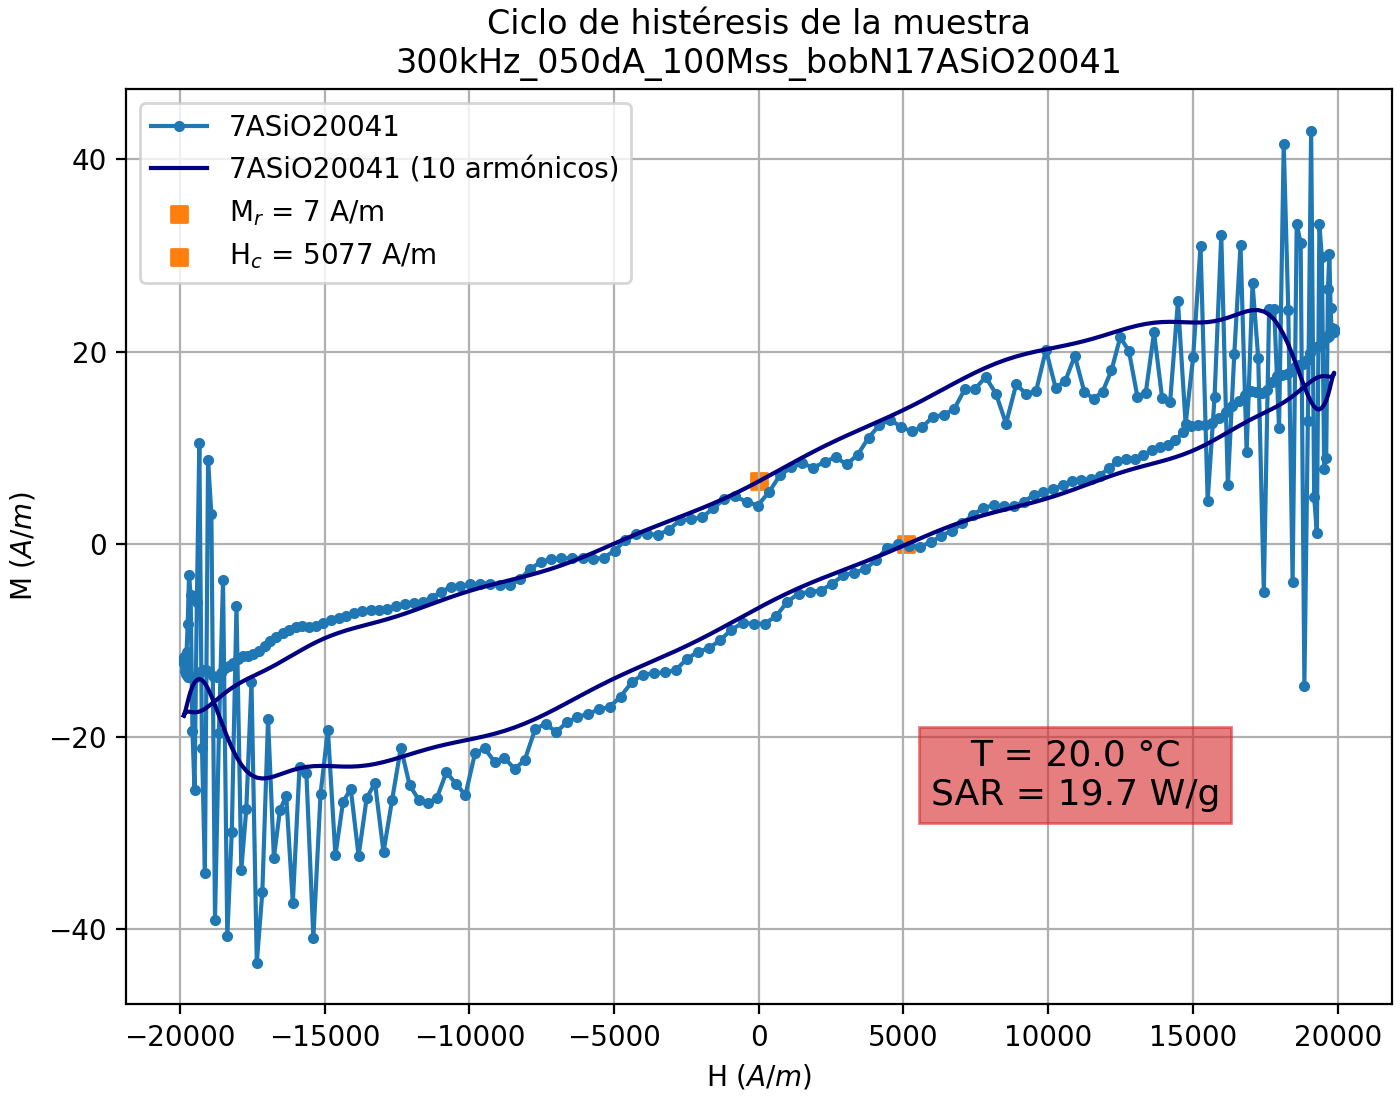 Ciclo de histéresis de la muestra
300kHz_050dA_100Mss_bobN17ASiO20041
7ASiO20041
7ASiO20041 (10 armónicos)
Mr = 7 A/m
Hc = 5077 A/m
40
20
0
−20
−40
M (A/m)
T = 20.0 °C
SAR = 19.7 W/g
−20000 −15000 −10000 −5000 0 5000 10000 15000 20000
H (A/m)